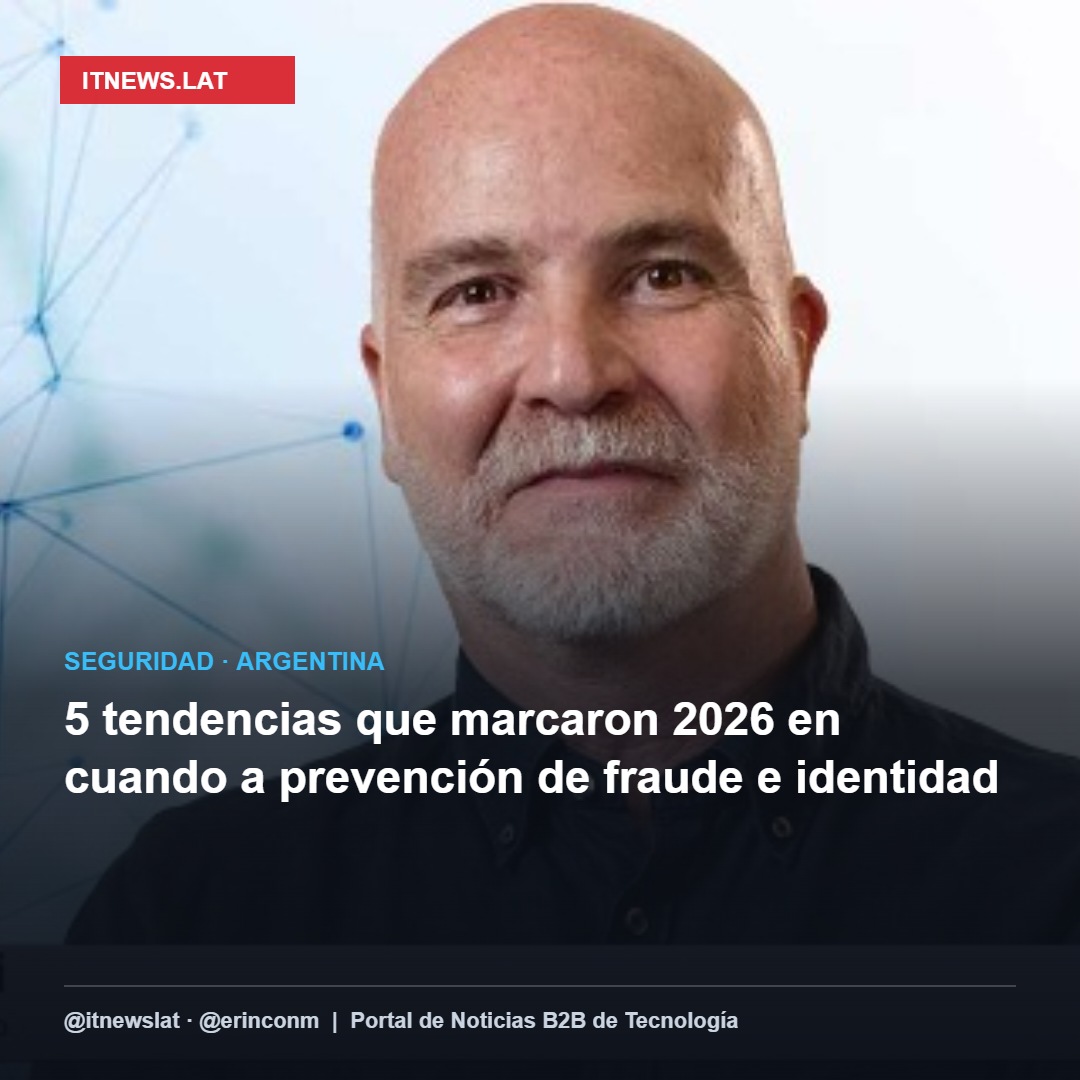 ITNEWS.LAT
SEGURIDAD · ARGENTINA
5 tendencias que marcaron 2026 en
cuando a prevención de fraude e identidad
@itnewslat · @erinconm | Portal de Noticias B2B de Tecnología